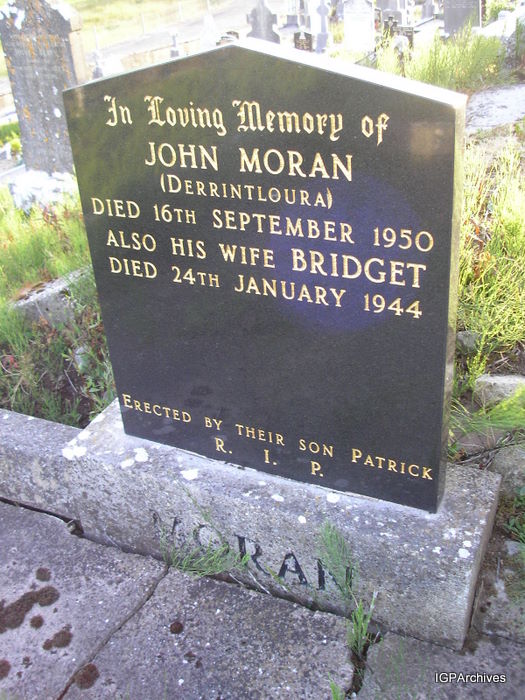 In Loving Memory of
JOHN MORAN
(DERRINTLOURA)
DIED 16TH SEPTEMBER 1950
ALSO HIS WIFE BRIDGET
DIED 24TH JANUARY 1944
ERECTED BY THEIR SON PATRICK
R. I. P.
MORAN
IGPArchives